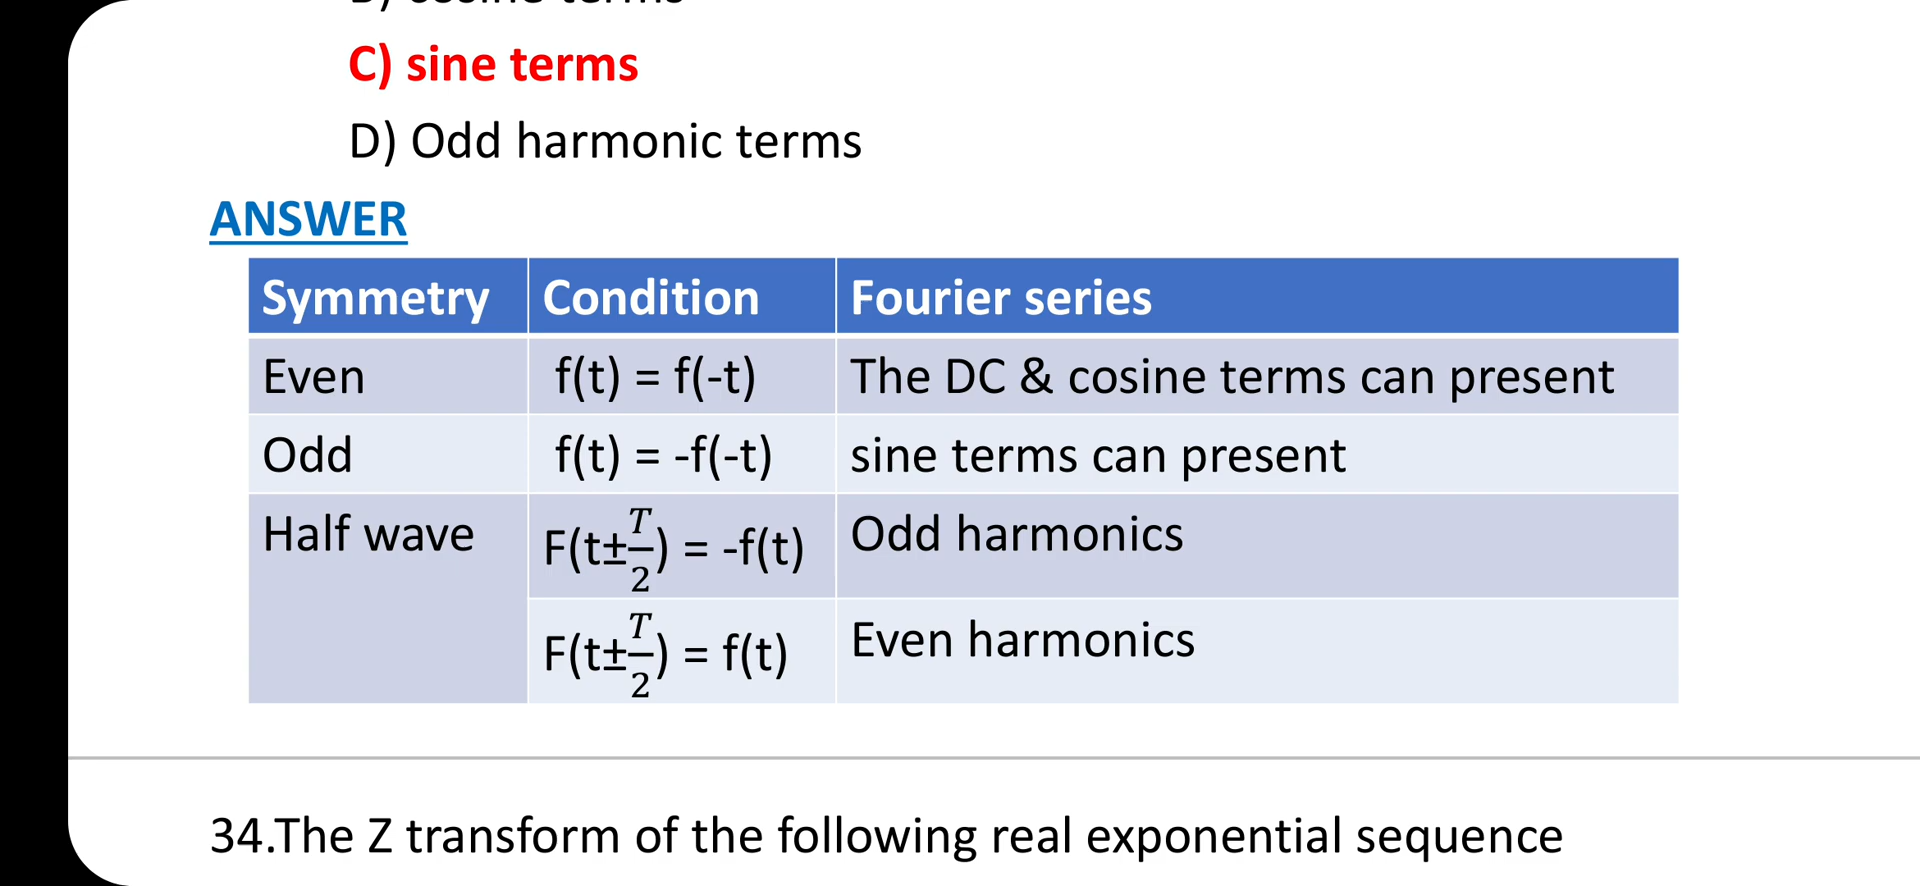 C) sine terms
D) Odd harmonic terms
ANSWER
Symmetry Condition Fourier series
Even f(t) = f(-t) The DC & cosine terms can present
Odd f(t) = -f(-t) sine terms can present
Half wave F(t±T/2) = -f(t) Odd harmonics
F(t±T/2) = f(t) Even harmonics
34.The Z transform of the following real exponential sequence